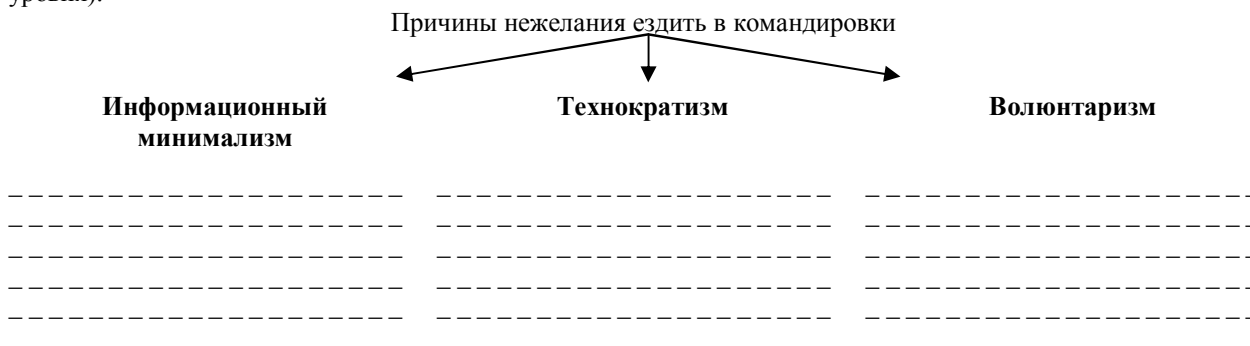 уровня).
Причины нежелания ездить в командировки
Информационный
минимализм
Технократизм
Волюнтаризм
_ _ _ _ _ _ _ _ _ _ _ _ _ _ _ _ _ _ _ _ _ _ _ _ _ _ _ _ _ _ _ _ _ _ _ _ _ _ _ _ _ _ _ _ _ _ _ _ _ _ _ _ _ _ _ _ _ _ _ _
_ _ _ _ _ _ _ _ _ _ _ _ _ _ _ _ _ _ _ _ _ _ _ _ _ _ _ _ _ _ _ _ _ _ _ _ _ _ _ _ _ _ _ _ _ _ _ _ _ _ _ _ _ _ _ _ _ _ _ _
_ _ _ _ _ _ _ _ _ _ _ _ _ _ _ _ _ _ _ _ _ _ _ _ _ _ _ _ _ _ _ _ _ _ _ _ _ _ _ _ _ _ _ _ _ _ _ _ _ _ _ _ _ _ _ _ _ _ _ _
_ _ _ _ _ _ _ _ _ _ _ _ _ _ _ _ _ _ _ _ _ _ _ _ _ _ _ _ _ _ _ _ _ _ _ _ _ _ _ _ _ _ _ _ _ _ _ _ _ _ _ _ _ _ _ _ _ _ _ _
_ _ _ _ _ _ _ _ _ _ _ _ _ _ _ _ _ _ _ _ _ _ _ _ _ _ _ _ _ _ _ _ _ _ _ _ _ _ _ _ _ _ _ _ _ _ _ _ _ _ _ _ _ _ _ _ _ _ _ _